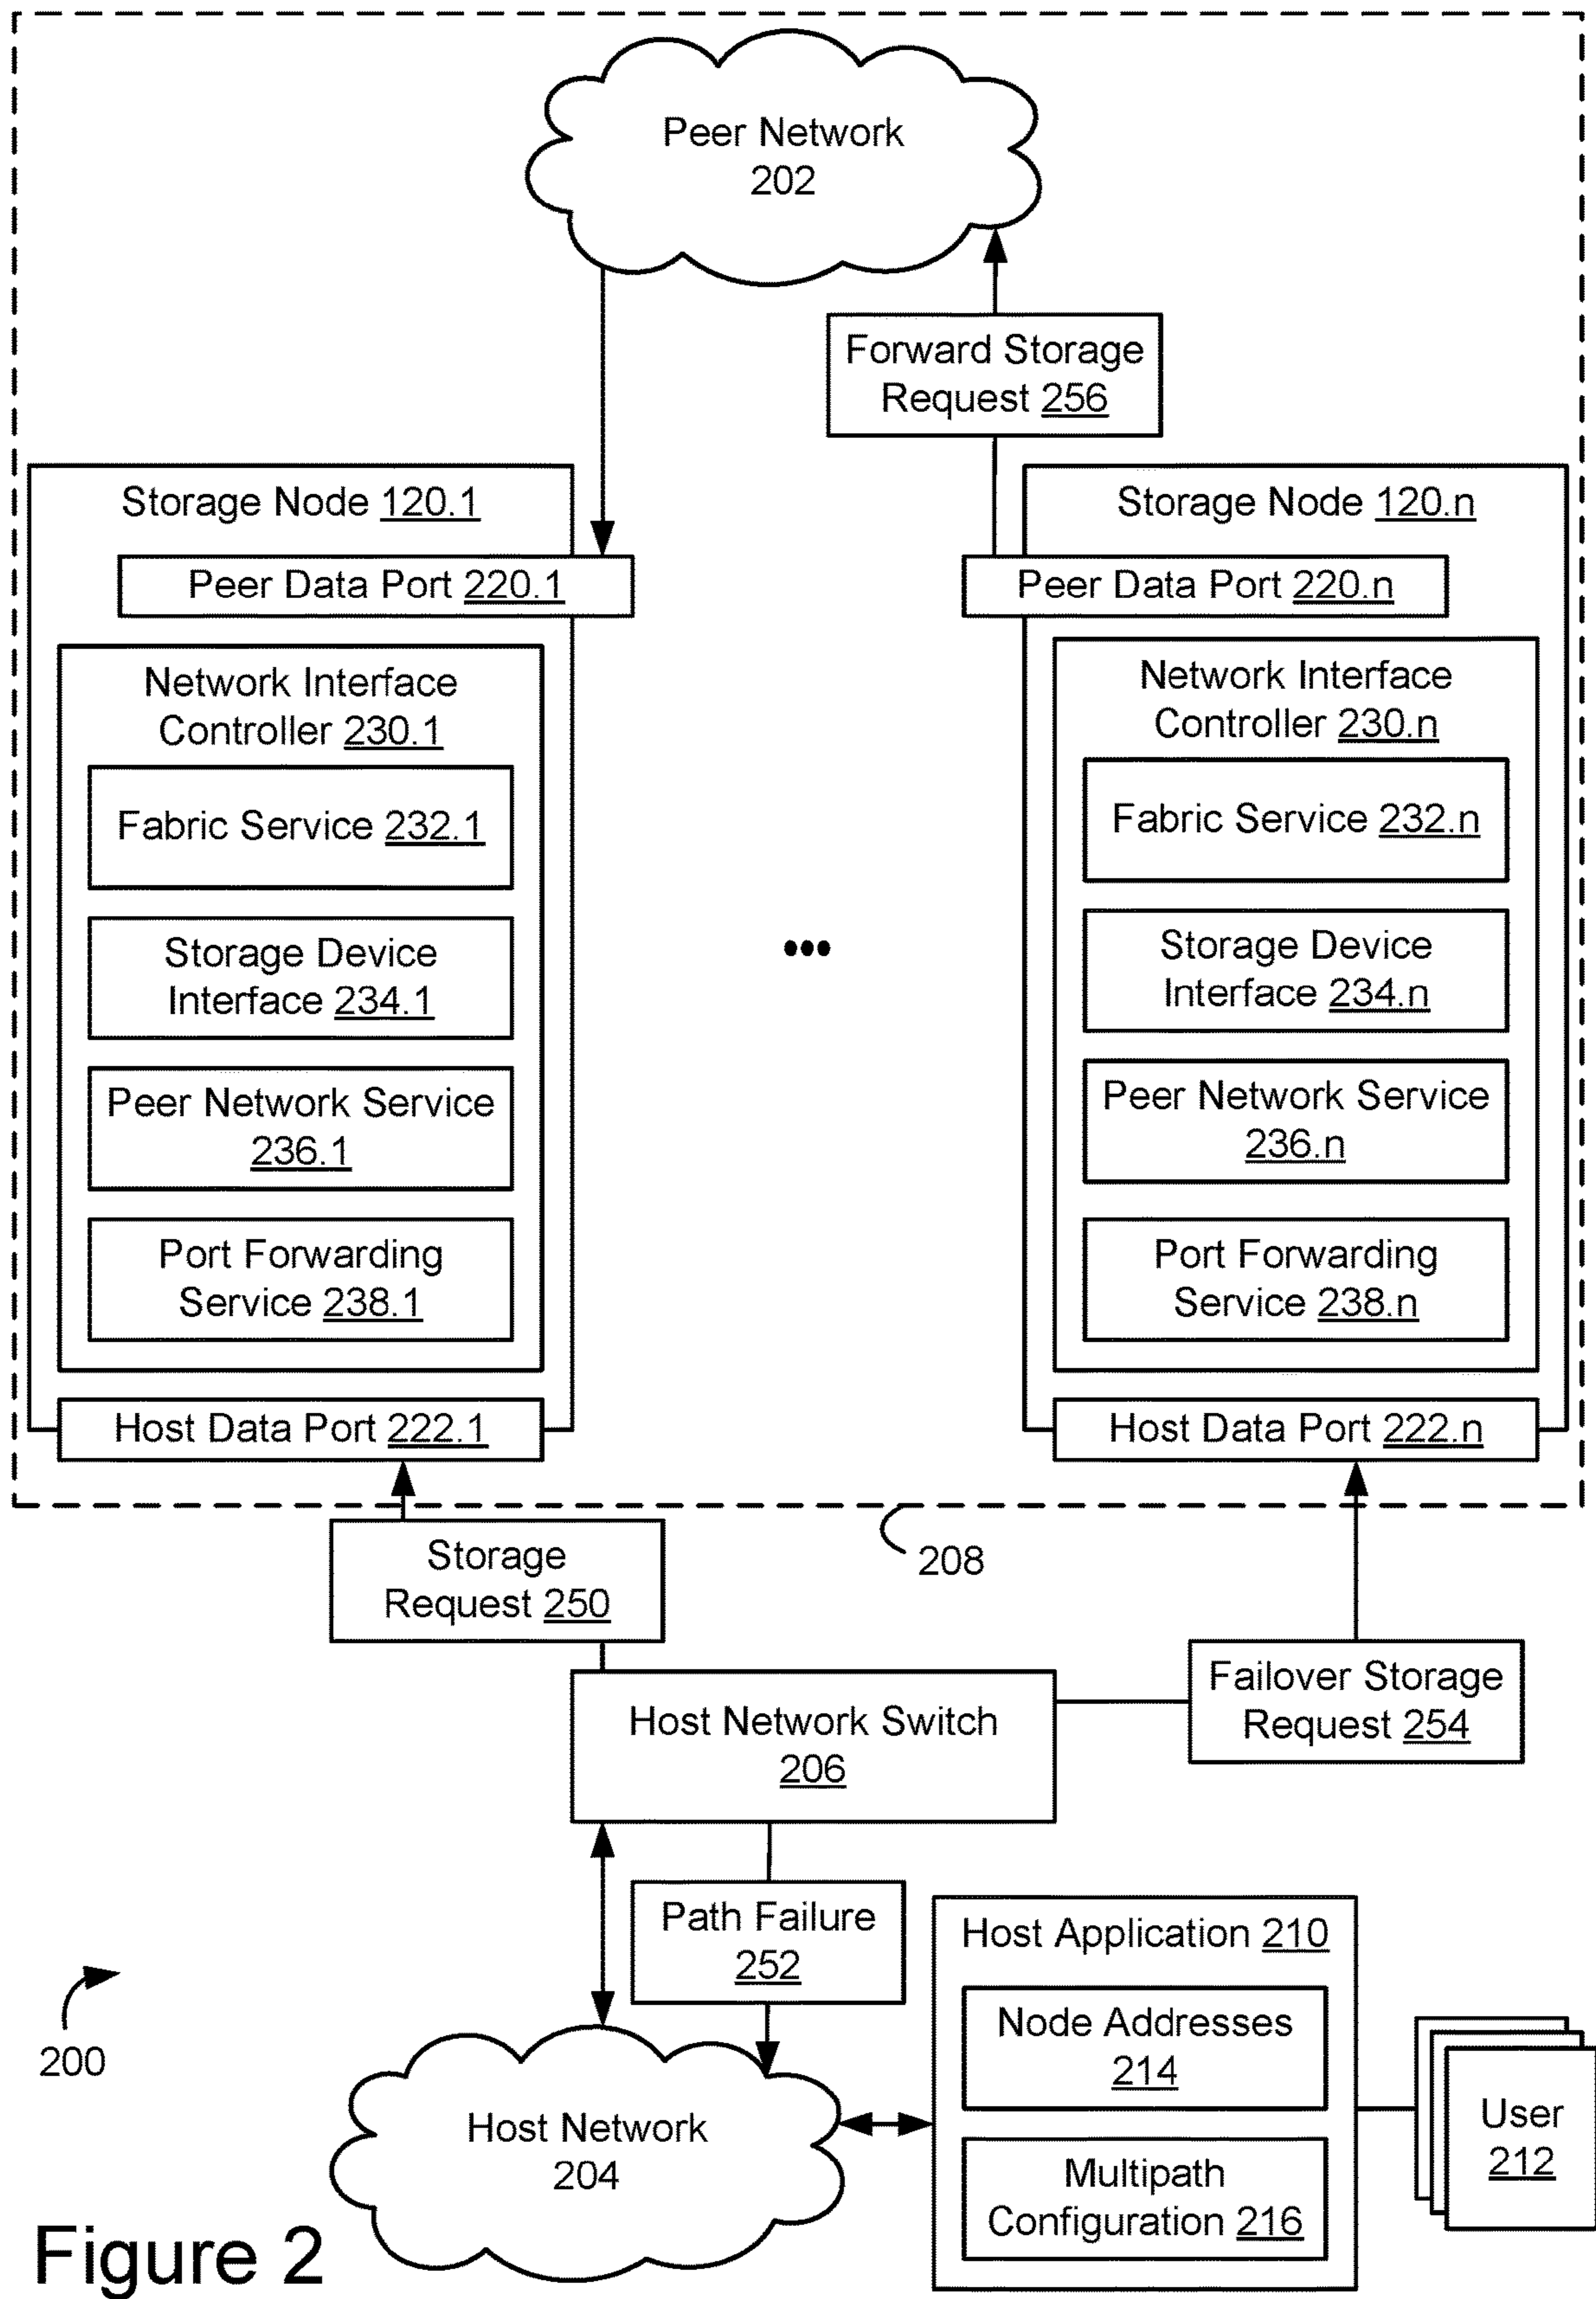 Peer Network
202
Forward Storage
Request 256
Storage Node 120.1
Peer Data Port 220.1
Network Interface
Controller 230.1
Fabric Service 232.1
Storage Device
Interface 234.1
Peer Network Service
236.1
Port Forwarding
Service 238.1
Host Data Port 222.1
•••
Storage Node 120.n
Peer Data Port 220.n
Network Interface
Controller 230.n
Fabric Service 232.n
Storage Device
Interface 234.n
Peer Network Service
236.n
Port Forwarding
Service 238.n
Host Data Port 222.n
208
Storage
Request 250
Host Network Switch
206
Failover Storage
Request 254
Path Failure
252
Host Application 210
Node Addresses
214
Multipath
Configuration 216
User
212
200
Host Network
204
Figure 2